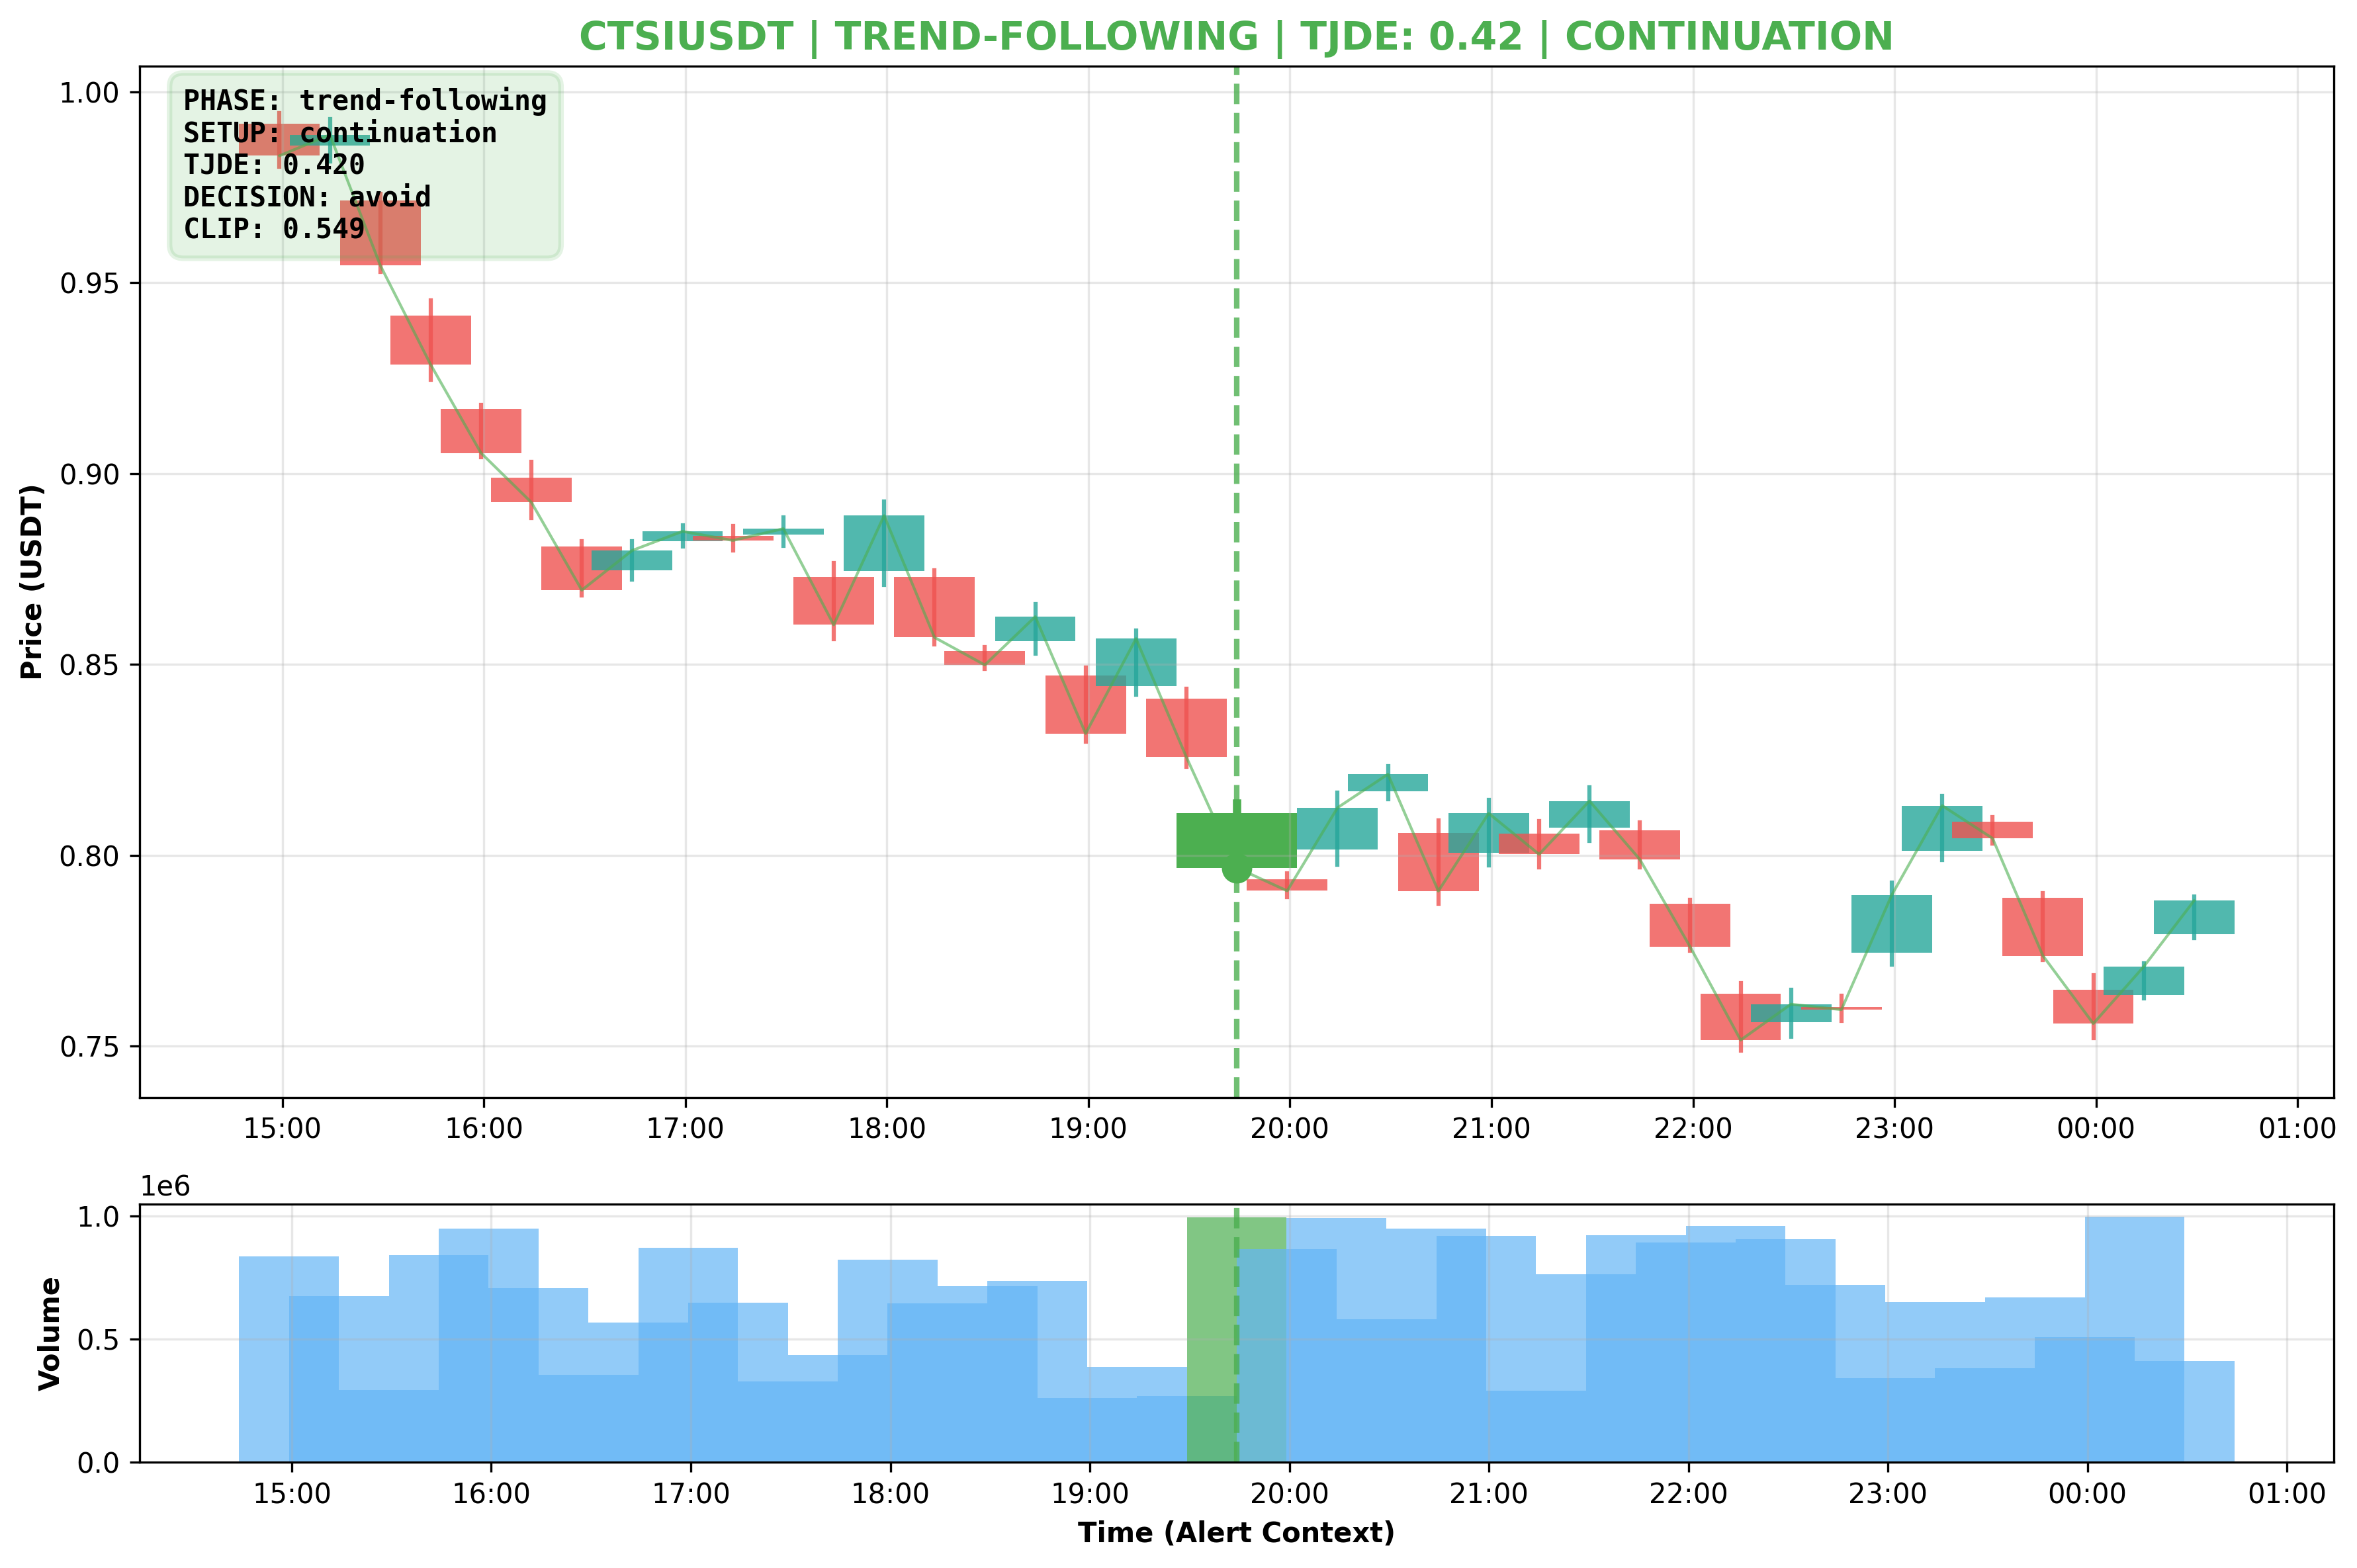 CTSIUSDT | TREND-FOLLOWING | TJDE: 0.42 | CONTINUATION
PHASE: trend-following
SETUP: continuation
TJDE: 0.420
DECISION: avoid
CLIP: 0.549
Price (USDT)
1.00
0.95
0.90
0.85
0.80
0.75
15:00 16:00 17:00 18:00 19:00 20:00 21:00 22:00 23:00 00:00 01:00
1e6
Volume
1.0
0.5
0.0
15:00 16:00 17:00 18:00 19:00 20:00 21:00 22:00 23:00 00:00 01:00
Time (Alert Context)